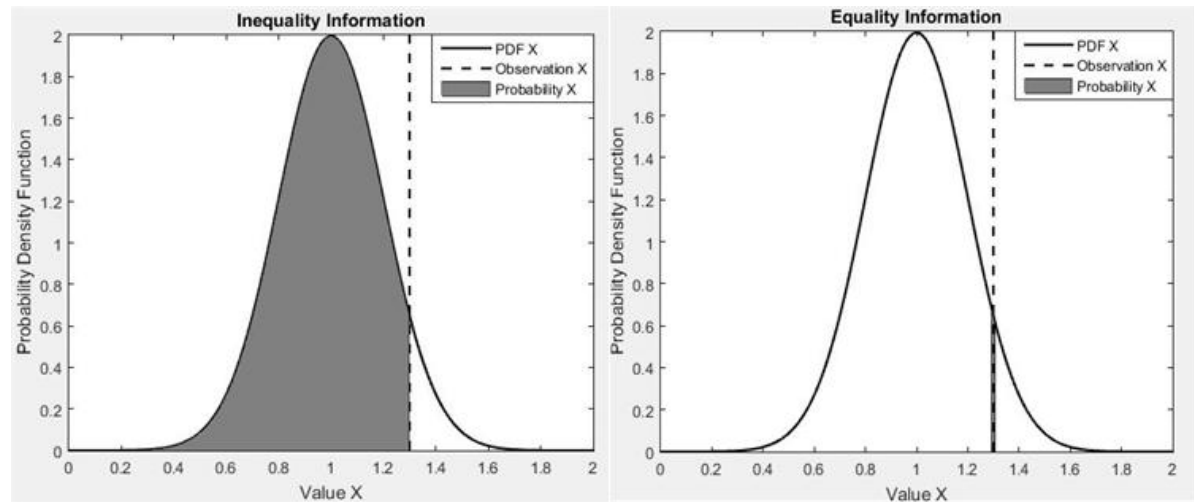 Inequality Information
PDF X
Observation X
Probability X
Probability Density Function
2
1.8
1.6
1.4
1.2
1
0.8
0.6
0.4
0.2
0
0 0.2 0.4 0.6 0.8 1 1.2 1.4 1.6 1.8 2
Value X
Equality Information
PDF X
Observation X
Probability X
Probability Density Function
2
1.8
1.6
1.4
1.2
1
0.8
0.6
0.4
0.2
0
0 0.2 0.4 0.6 0.8 1 1.2 1.4 1.6 1.8 2
Value X